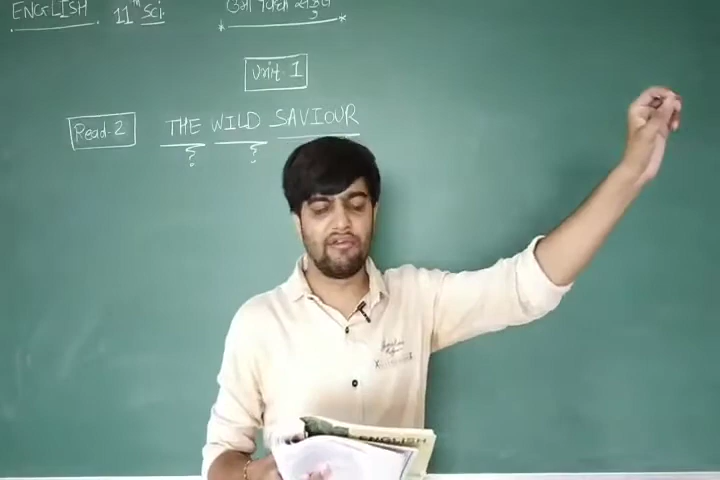 ENGLISH 11th Sci.
Unit-1
Read-2 THE WILD SAVIOUR
? ?
ENGLISH